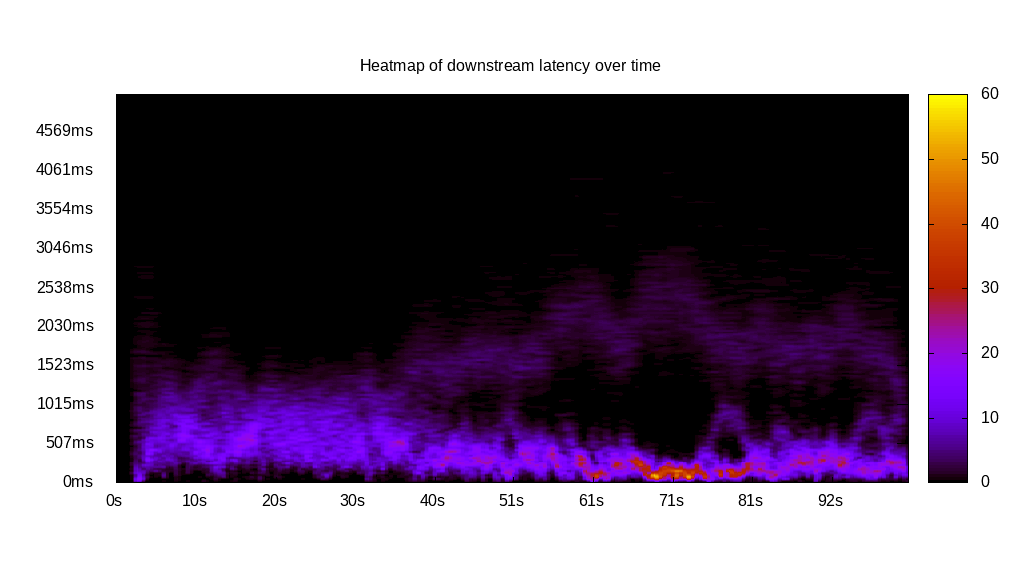 Heatmap of downstream latency over time
4569ms
4061ms
3554ms
3046ms
2538ms
2030ms
1523ms
1015ms
507ms
0ms
0s 10s 20s 30s 40s 51s 61s 71s 81s 92s
60
50
40
30
20
10
0